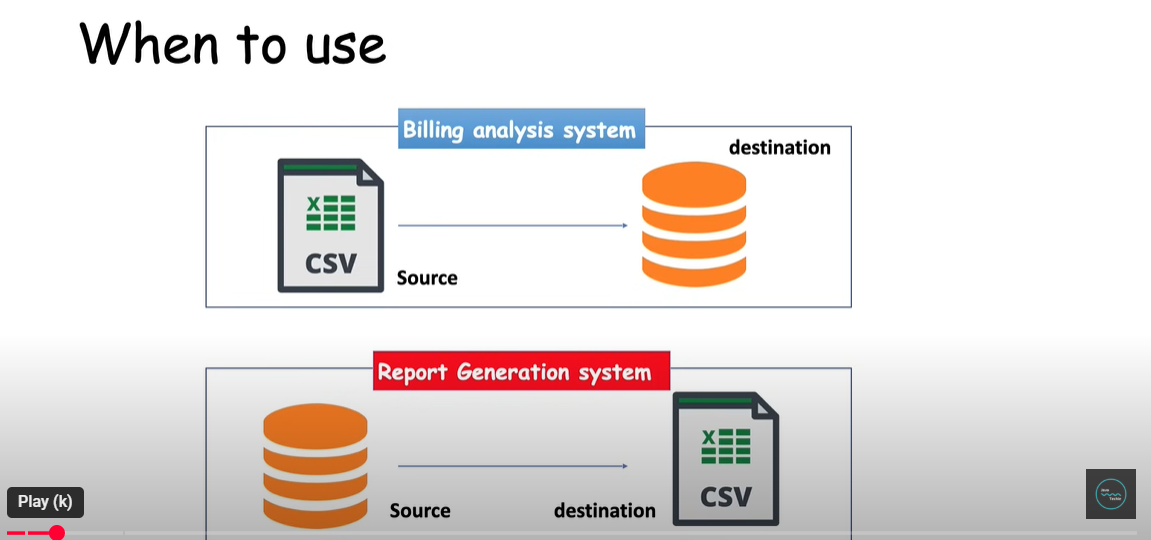 When to use
Billing analysis system
destination
X
CSV
Source
Report Generation system
X
CSV
Source
destination
Play (k)